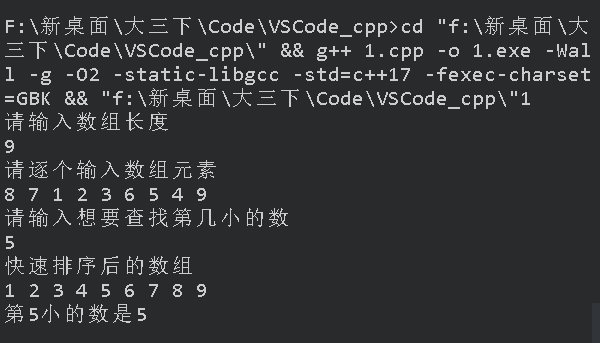 F:\新桌面\大三下\Code\VSCode_cpp>cd "f:\新桌面\大
三下\Code\VSCode_cpp\" && g++ 1.cpp -o 1.exe -Wal
l -g -O2 -static-libgcc -std=c++17 -fexec-charset
=GBK && "f:\新桌面\大三下\Code\VSCode_cpp\"1
请输入数组长度
9
请逐个输入数组元素
8 7 1 2 3 6 5 4 9
请输入想要查找第几小的数
5
快速排序后的数组
1 2 3 4 5 6 7 8 9
第5小的数是5